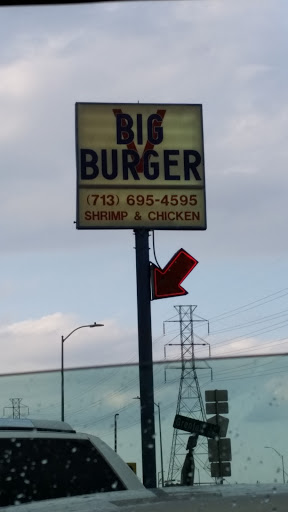 BIG
V
BURGER
(713) 695-4595
SHRIMP & CHICKEN